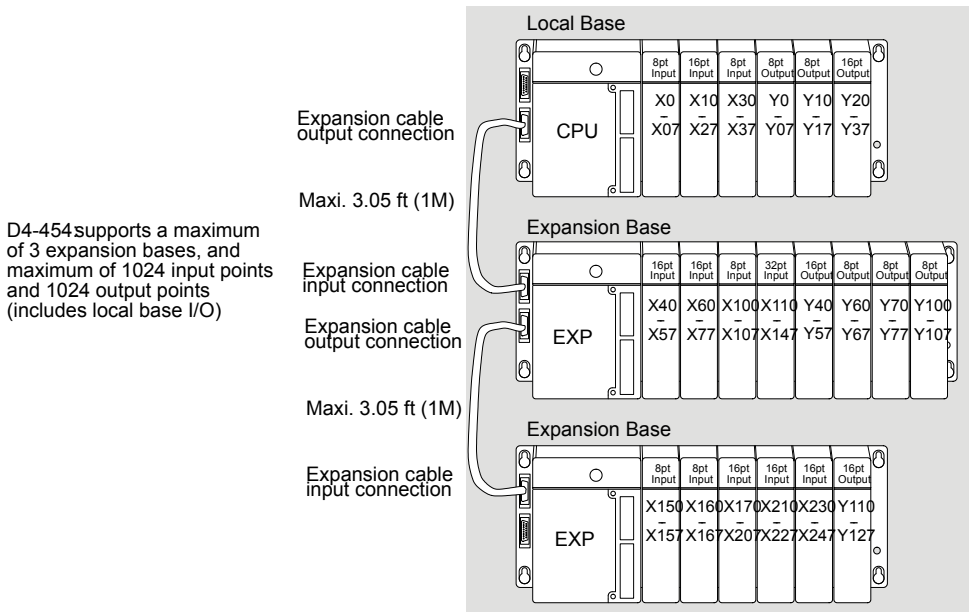 Local Base
8pt Input 16pt Input 8pt Input 8pt Output 8pt Output 16pt Output
X0 X10 X30 Y0 Y10 Y20
– – – – – –
CPU X07 X27 X37 Y07 Y17 Y37
Expansion cable
output connection
Maxi. 3.05 ft (1M)
D4-454supports a maximum
of 3 expansion bases, and
maximum of 1024 input points
and 1024 output points
(includes local base I/O)
Expansion Base
16pt Input 16pt Input 8pt Input 32pt Input 16pt Output 8pt Output 8pt Output 8pt Output
Expansion cable
input connection
X40 X60 X100 X110 Y40 Y60 Y70 Y100
– – – – – – – –
EXP X57 X77 X107 X147 Y57 Y67 Y77 Y107
Expansion cable
output connection
Maxi. 3.05 ft (1M)
Expansion Base
8pt Input 8pt Input 16pt Input 16pt Input 16pt Input 16pt Output
Expansion cable
input connection
X150 X160 X170 X210 X230 Y110
– – – – – –
EXP X157 X167 X207 X227 X247 Y127